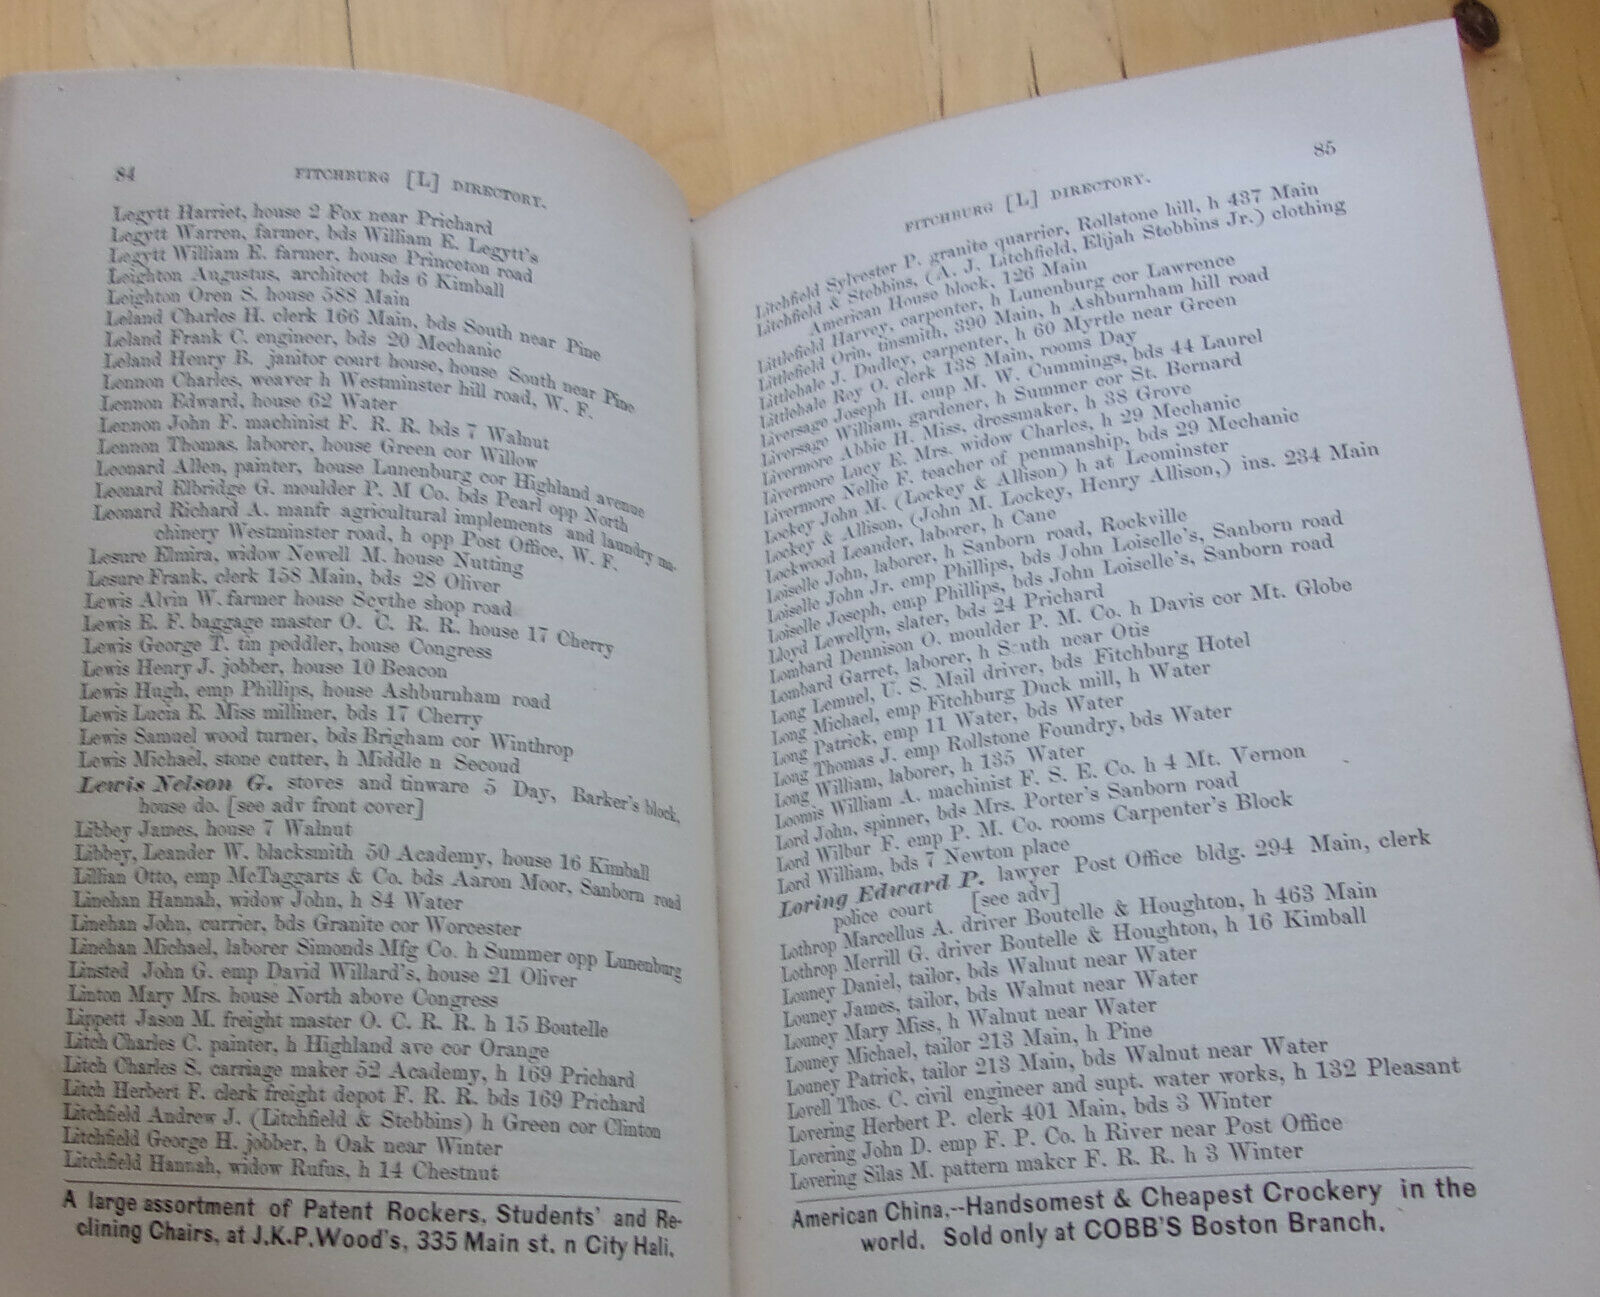 84
FITCHBURG [L] DIRECTORY.
Legytt Harriet, house 2 Fox near Prichard
Legytt Warren, farmer, bds William E. Legytt's
Legytt William E. farmer, house Princeton road
Leighton Augustus, architect bds 6 Kimball
Leighton Oren S. house 588 Main
Leland Charles H. clerk 166 Main, bds South near Pine
Leland Frank C. engineer, bds 20 Mechanic
Leland Henry B. janitor court house, house South near Pine
Lennon Charles, weaver h Westminster hill road, W. F.
Lennon Edward, house 62 Water
Lennon John F. machinist F. R. R. bds 7 Walnut
Lennon Thomas, laborer, house Green cor Willow
Leonard Allen, painter, house Lunenburg cor Highland avenue
Leonard Elbridge G. moulder P. M Co. bds Pearl opp North
Leonard Richard A. manfr agricultural implements and laundry ma-
chinery Westminster road, h opp Post Office, W. F.
Lesure Elmira, widow Newell M. house Nutting
Lesure Frank, clerk 158 Main, bds 28 Oliver
Lewis Alvin W. farmer house Scythe shop road
Lewis E. F. baggage master O. C. R. R. house 17 Cherry
Lewis George T. tin peddler, house Congress
Lewis Henry J. jobber, house 10 Beacon
Lewis Hugh, emp Phillips, house Ashburnham road
Lewis Lucia E. Miss milliner, bds 17 Cherry
Lewis Samuel wood turner, bds Brigham cor Winthrop
Lewis Michael, stone cutter, h Middle n Second
Lewis Nelson G. stoves and tinware 5 Day, Barker's block,
house do. [see adv front cover]
Libbey James, house 7 Walnut
Libbey, Leander W. blacksmith 50 Academy, house 16 Kimball
Lillian Otto, emp McTaggarts & Co. bds Aaron Moor, Sanborn road
Linehan Hannah, widow John, h 84 Water
Linehan John, currier, bds Granite cor Worcester
Linehan Michael, laborer Simonds Mfg Co. h Summer opp Lunenburg
Linsted John G. emp David Willard's, house 21 Oliver
Linton Mary Mrs. house North above Congress
Lippett Jason M. freight master O. C. R. R. h 15 Boutelle
Litch Charles C. painter, h Highland ave cor Orange
Litch Charles S. carriage maker 52 Academy, h 169 Prichard
Litch Herbert F. clerk freight depot F. R. R. bds 169 Prichard
Litchfield Andrew J. (Litchfield & Stebbins) h Green cor Clinton
Litchfield George H. jobber, h Oak near Winter
Litchfield Hannah, widow Rufus, h 14 Chestnut
A large assortment of Patent Rockers, Students' and Re-
clining Chairs, at J.K.P.Wood's, 335 Main st. n City Hall.
85
FITCHBURG [L] DIRECTORY.
Litchfield Sylvester P. granite quarrier, Rollstone hill, h 437 Main
Litchfield & Stebbins, (A. J. Litchfield, Elijah Stebbins Jr.) clothing
American House block, 126 Main
Littlefield Harvey, carpenter, h Lunenburg cor Lawrence
Littlefield Orin, tinsmith, 390 Main, h Ashburnham hill road
Littlehale J. Dudley, carpenter, h 60 Myrtle near Green
Littlehale Roy O. clerk 138 Main, rooms Day
Liversage Joseph H. emp M. W. Cummings, bds 44 Laurel
Liversage William, gardener, h Summer cor St. Bernard
Livermore Abbie H. Miss, dressmaker, h 38 Grove
Livermore Lucy E. Mrs. widow Charles, h 29 Mechanic
Livermore Nellie F. teacher of penmanship, bds 29 Mechanic
Lockey John M. (Lockey & Allison) h at Leominster
Lockey & Allison, (John M. Lockey, Henry Allison,) ins. 234 Main
Lockwood Leander, laborer, h Cane
Loiselle John, laborer, h Sanborn road, Rockville
Loiselle John Jr. emp Phillips, bds John Loiselle's, Sanborn road
Loiselle Joseph, emp Phillips, bds John Loiselle's, Sanborn road
Lloyd Lewellyn, slater, bds 24 Prichard
Lombard Dennison O. moulder P. M. Co. h Davis cor Mt. Globe
Lombard Garret, laborer, h South near Otis
Long Lemuel, U. S. Mail driver, bds Fitchburg Hotel
Long Michael, emp Fitchburg Duck mill, h Water
Long Patrick, emp 11 Water, bds Water
Long Thomas J. emp Rollstone Foundry, bds Water
Long William, laborer, h 135 Water
Loomis William A. machinist F. S. E. Co. h 4 Mt. Vernon
Lord John, spinner, bds Mrs. Porter's Sanborn road
Lord Wilbur F. emp P. M. Co. rooms Carpenter's Block
Lord William, bds 7 Newton place
Loring Edward P. lawyer Post Office bldg. 294 Main, clerk
police court [see adv]
Lothrop Marcellus A. driver Boutelle & Houghton, h 463 Main
Lothrop Merrill G. driver Boutelle & Houghton, h 16 Kimball
Louney Daniel, tailor, bds Walnut near Water
Louney James, tailor, bds Walnut near Water
Louney Mary Miss, h Walnut near Water
Louney Michael, tailor 213 Main, h Pine
Louney Patrick, tailor 213 Main, bds Walnut near Water
Lovell Thos. C. civil engineer and supt. water works, h 132 Pleasant
Lovering Herbert P. clerk 401 Main, bds 3 Winter
Lovering John D. emp F. P. Co. h River near Post Office
Lovering Silas M. pattern maker F. R. R. h 3 Winter
American China,--Handsomest & Cheapest Crockery in the
world. Sold only at COBB'S Boston Branch.